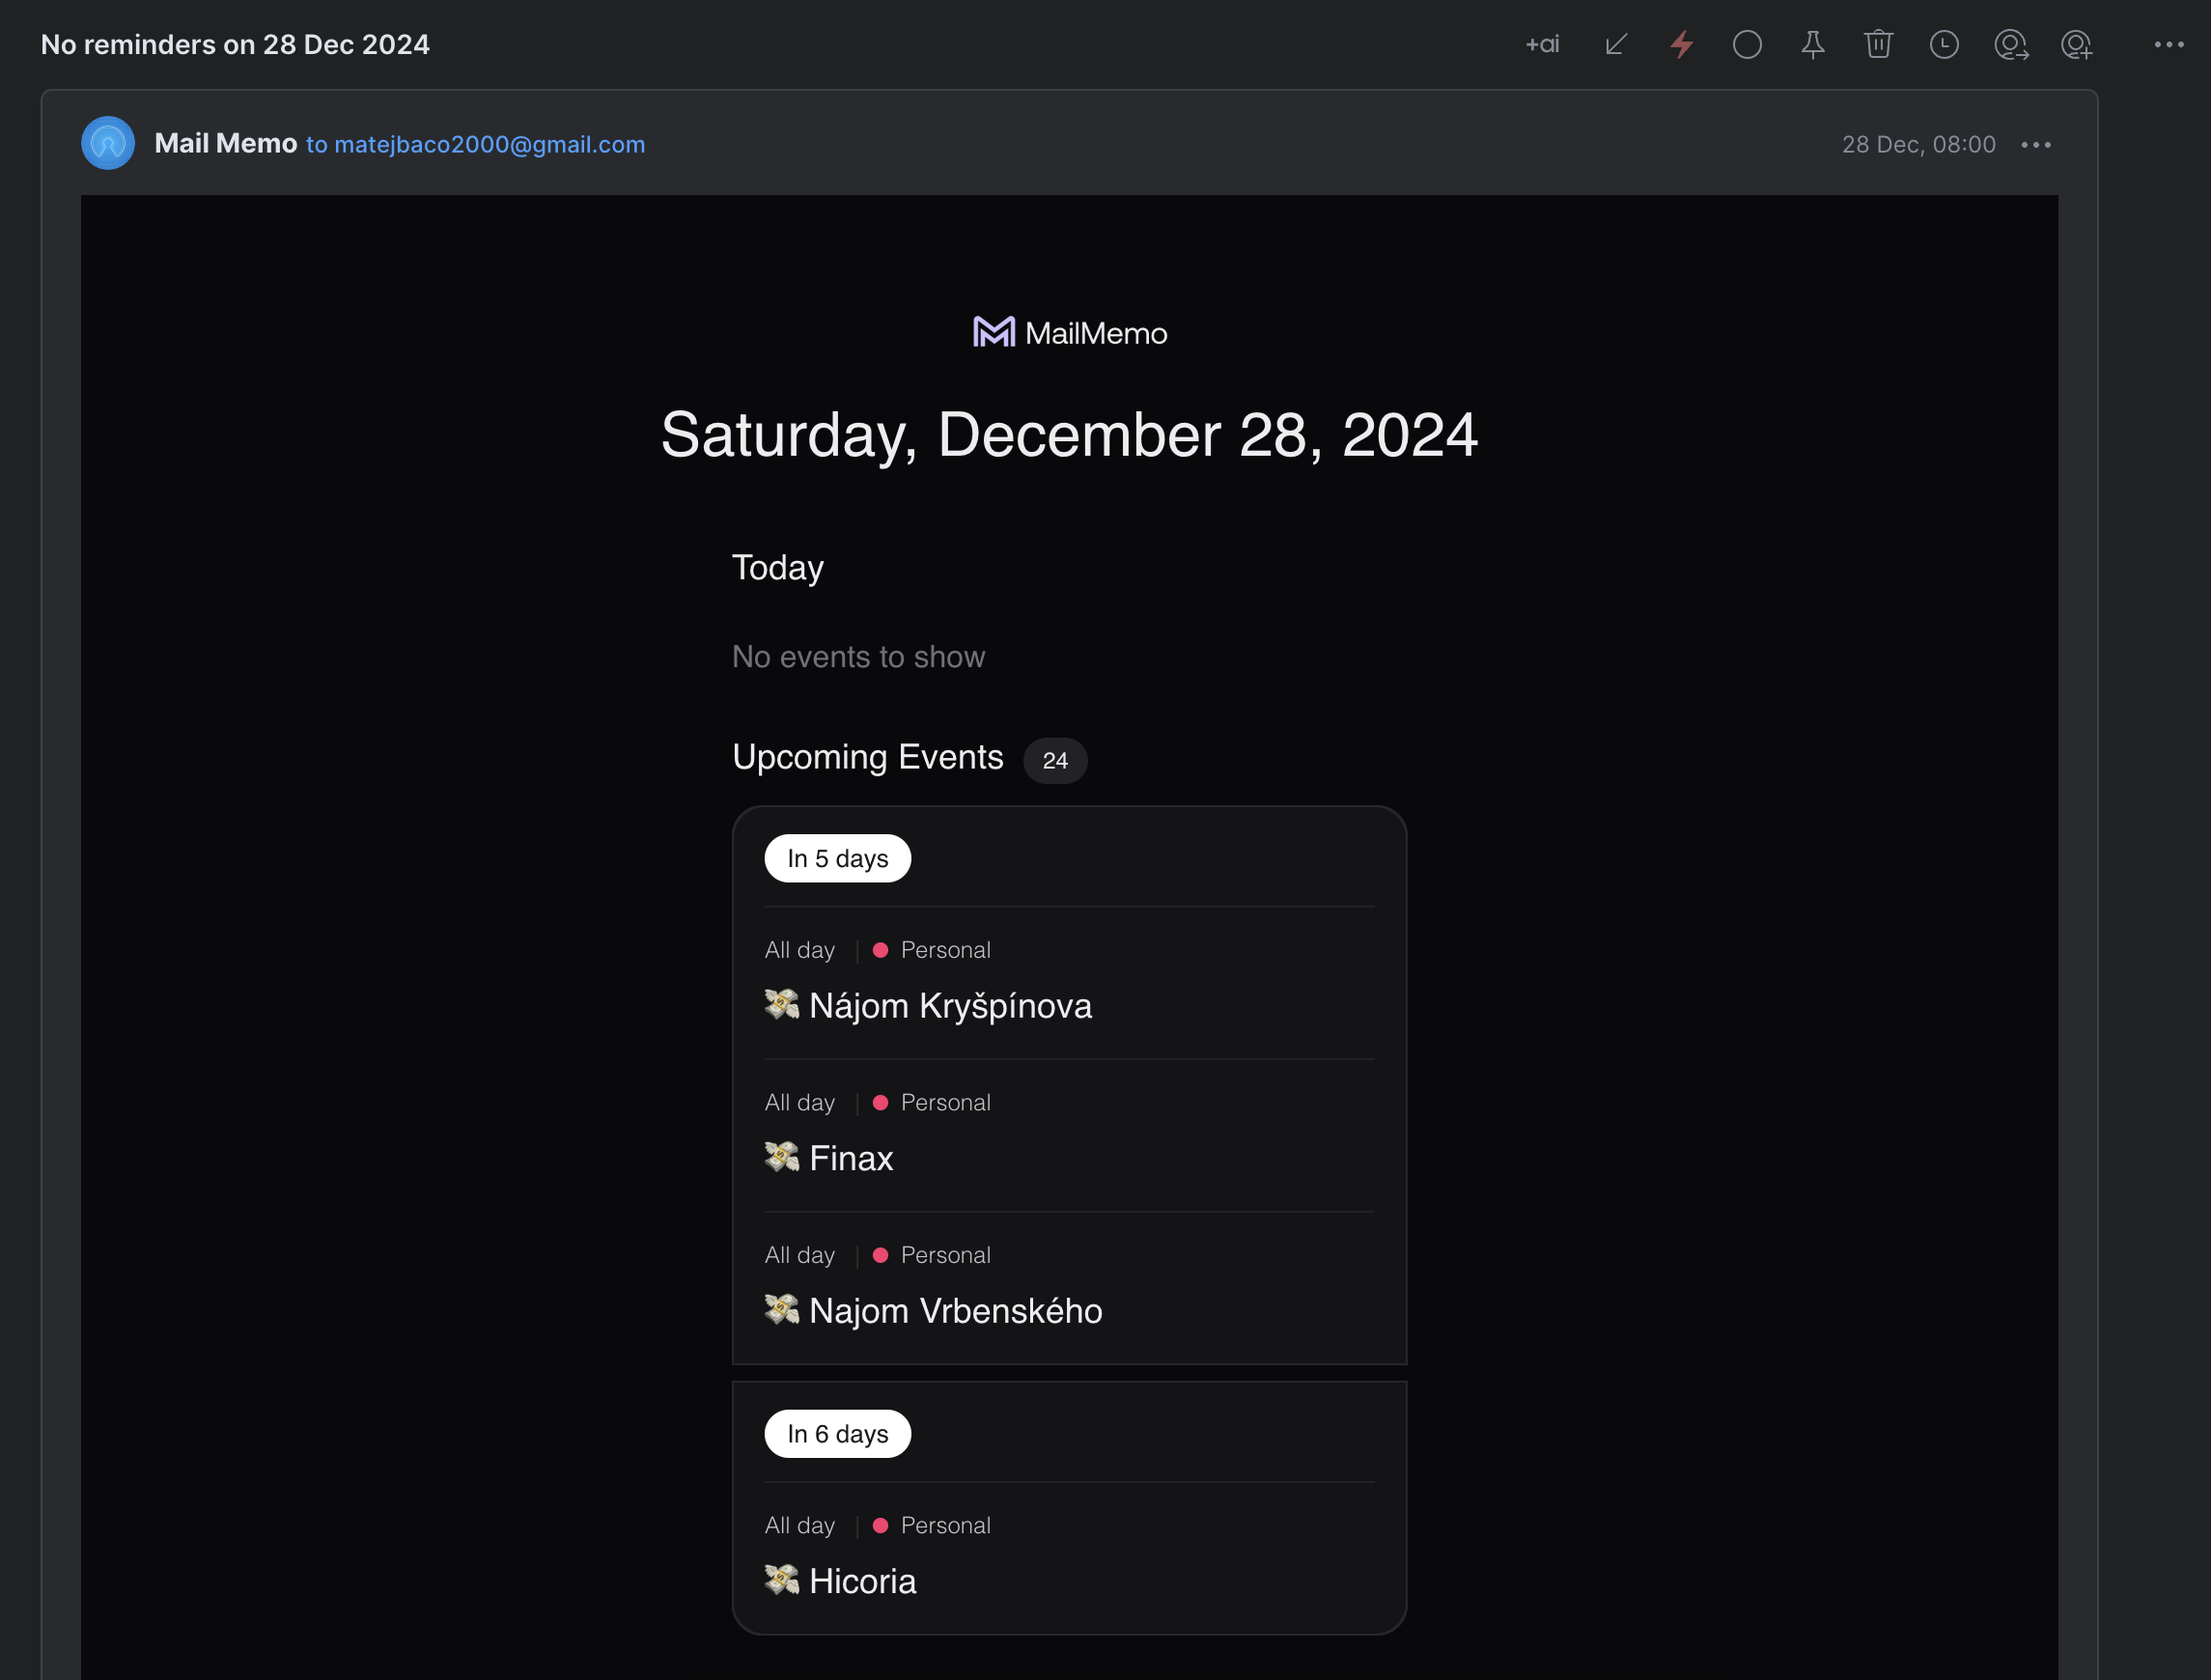 No reminders on 28 Dec 2024
+ai
Mail Memo to matejbaco2000@gmail.com
28 Dec, 08:00
MailMemo
Saturday, December 28, 2024
Today
No events to show
Upcoming Events 24
In 5 days
All day | Personal
💸 Nájom Kryšpínova
All day | Personal
💸 Finax
All day | Personal
💸 Najom Vrbenského
In 6 days
All day | Personal
💸 Hicoria